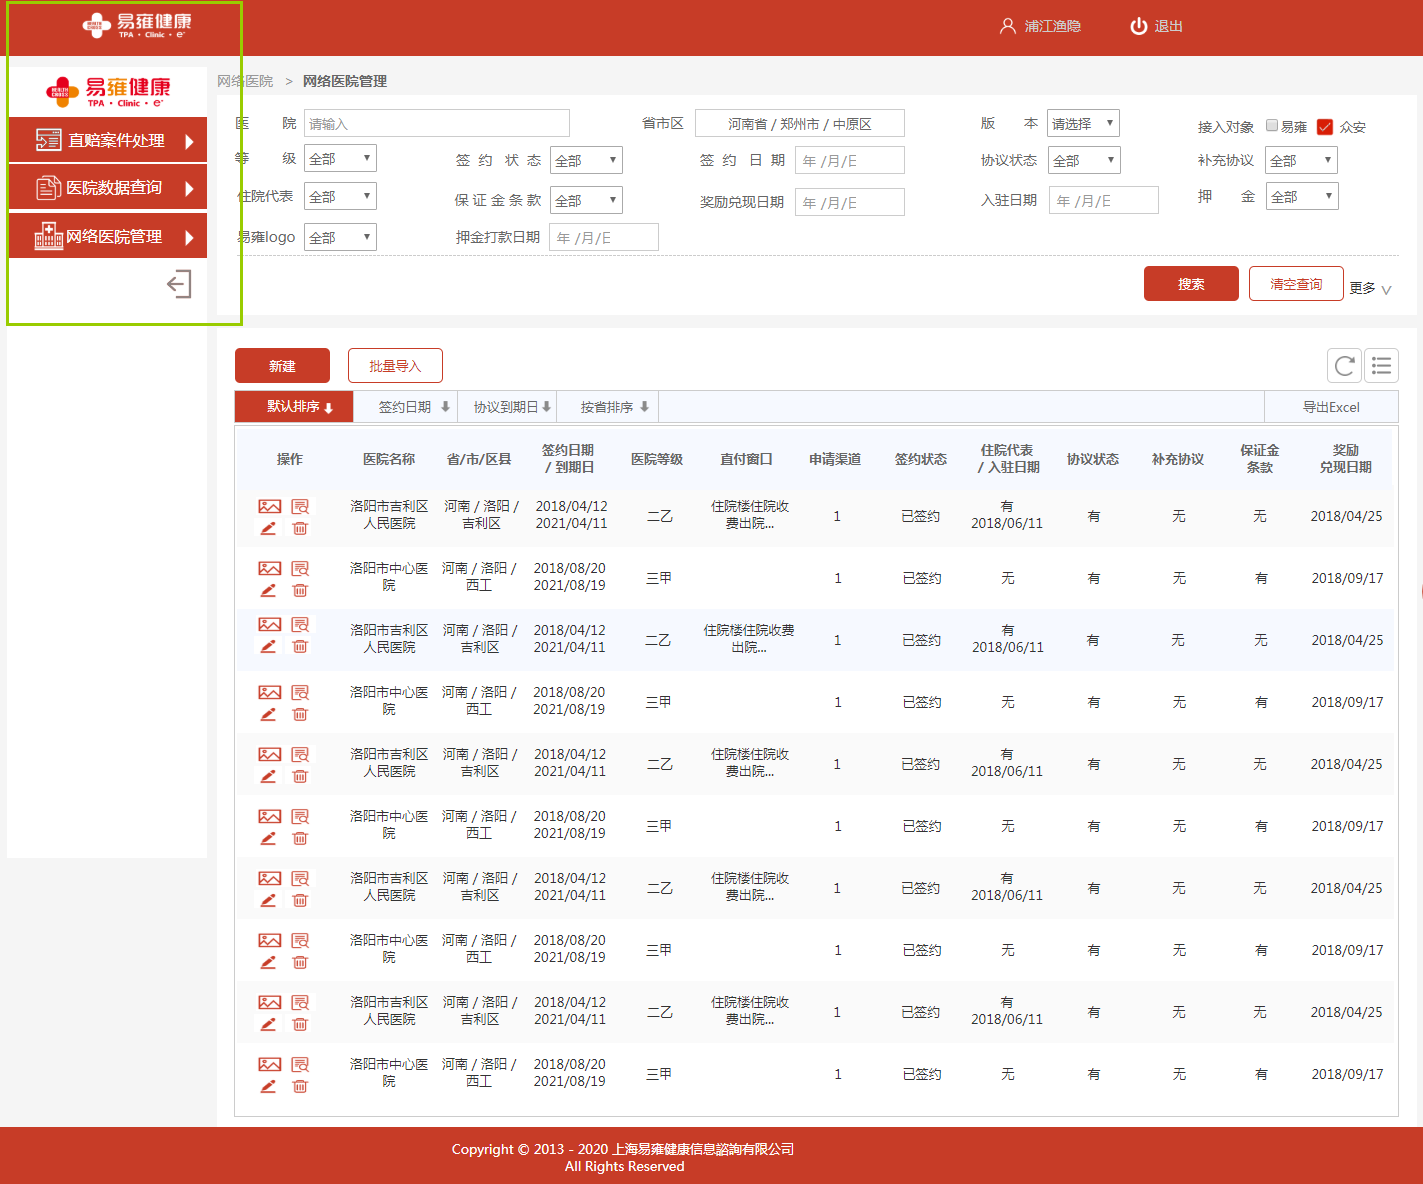 易雍健康
TPA · Clinic · e⁺
浦江渔隐 退出
易雍健康
TPA · Clinic · e⁺
直赔案件处理
医院数据查询
网络医院管理
网络医院 > 网络医院管理
医 院 请输入 省市区 河南省 / 郑州市 / 中原区 版 本 请选择 接入对象 易雍 众安
等 级 全部 签 约 状 态 全部 签 约 日 期 年 /月/日 协议状态 全部 补充协议 全部
住院代表 全部 保证金条款 全部 奖励兑现日期 年 /月/日 入驻日期 年 /月/日 押 金 全部
易雍logo 全部 押金打款日期 年 /月/日
搜索 清空查询 更多
新建 批量导入
默认排序 签约日期 协议到期日 按省排序 导出Excel
操作 医院名称 省/市/区县 签约日期 / 到期日 医院等级 直付窗口 申请渠道 签约状态 住院代表 / 入驻日期 协议状态 补充协议 保证金条款 奖励兑现日期
洛阳市吉利区人民医院 河南 / 洛阳 / 吉利区 2018/04/12 2021/04/11 二乙 住院楼住院收费出院... 1 已签约 有 2018/06/11 有 无 无 2018/04/25
洛阳市中心医院 河南 / 洛阳 / 西工 2018/08/20 2021/08/19 三甲 1 已签约 无 有 无 有 2018/09/17
洛阳市吉利区人民医院 河南 / 洛阳 / 吉利区 2018/04/12 2021/04/11 二乙 住院楼住院收费出院... 1 已签约 有 2018/06/11 有 无 无 2018/04/25
洛阳市中心医院 河南 / 洛阳 / 西工 2018/08/20 2021/08/19 三甲 1 已签约 无 有 无 有 2018/09/17
洛阳市吉利区人民医院 河南 / 洛阳 / 吉利区 2018/04/12 2021/04/11 二乙 住院楼住院收费出院... 1 已签约 有 2018/06/11 有 无 无 2018/04/25
洛阳市中心医院 河南 / 洛阳 / 西工 2018/08/20 2021/08/19 三甲 1 已签约 无 有 无 有 2018/09/17
洛阳市吉利区人民医院 河南 / 洛阳 / 吉利区 2018/04/12 2021/04/11 二乙 住院楼住院收费出院... 1 已签约 有 2018/06/11 有 无 无 2018/04/25
洛阳市中心医院 河南 / 洛阳 / 西工 2018/08/20 2021/08/19 三甲 1 已签约 无 有 无 有 2018/09/17
洛阳市吉利区人民医院 河南 / 洛阳 / 吉利区 2018/04/12 2021/04/11 二乙 住院楼住院收费出院... 1 已签约 有 2018/06/11 有 无 无 2018/04/25
洛阳市中心医院 河南 / 洛阳 / 西工 2018/08/20 2021/08/19 三甲 1 已签约 无 有 无 有 2018/09/17
Copyright © 2013 - 2020 上海易雍健康信息諮詢有限公司
All Rights Reserved